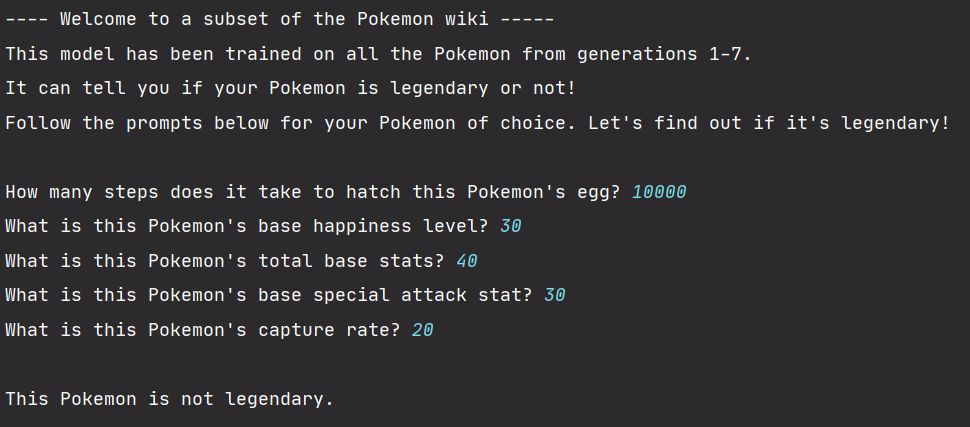 ---- Welcome to a subset of the Pokemon wiki -----
This model has been trained on all the Pokemon from generations 1-7.
It can tell you if your Pokemon is legendary or not!
Follow the prompts below for your Pokemon of choice. Let's find out if it's legendary!
How many steps does it take to hatch this Pokemon's egg? 10000
What is this Pokemon's base happiness level? 30
What is this Pokemon's total base stats? 40
What is this Pokemon's base special attack stat? 30
What is this Pokemon's capture rate? 20
This Pokemon is not legendary.